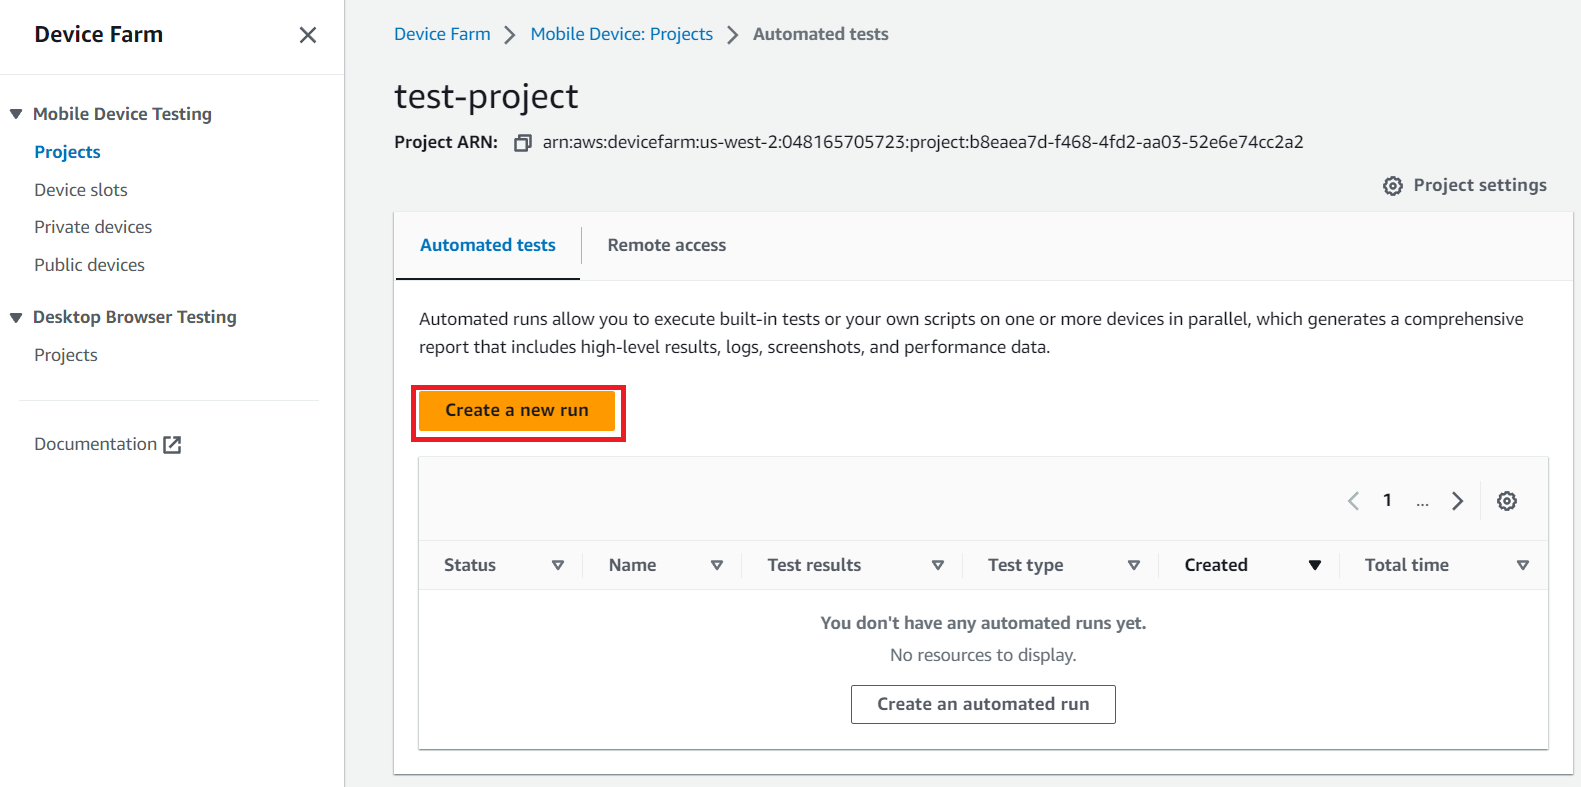 Device Farm
Mobile Device Testing
Projects
Device slots
Private devices
Public devices
Desktop Browser Testing
Projects
Documentation
Device Farm > Mobile Device: Projects > Automated tests
test-project
Project ARN: arn:aws:devicefarm:us-west-2:048165705723:project:b8eaea7d-f468-4fd2-aa03-52e6e74cc2a2
Project settings
Automated tests Remote access
Automated runs allow you to execute built-in tests or your own scripts on one or more devices in parallel, which generates a comprehensive
report that includes high-level results, logs, screenshots, and performance data.
Create a new run
1 ...
Status Name Test results Test type Created Total time
You don't have any automated runs yet.
No resources to display.
Create an automated run